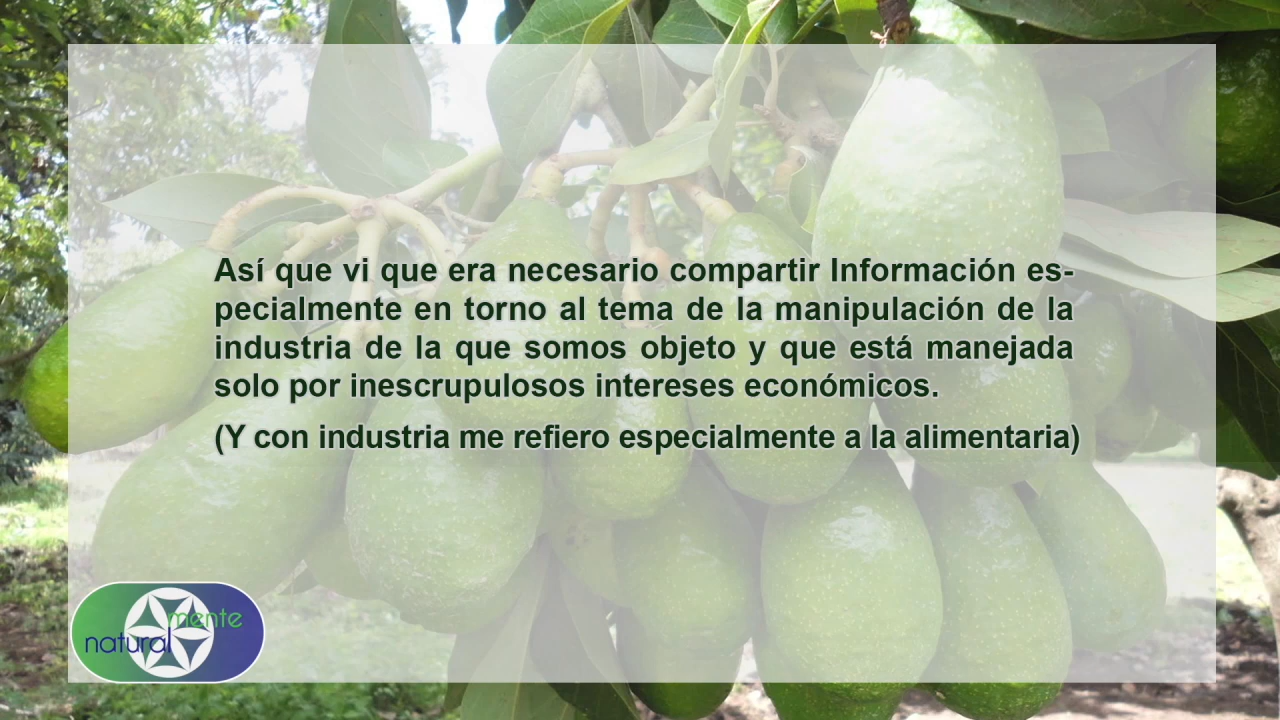 Así que vi que era necesario compartir Información es-
pecialmente en torno al tema de la manipulación de la
industria de la que somos objeto y que está manejada
solo por inescrupulosos intereses económicos.
(Y con industria me refiero especialmente a la alimentaria)
mente
natural